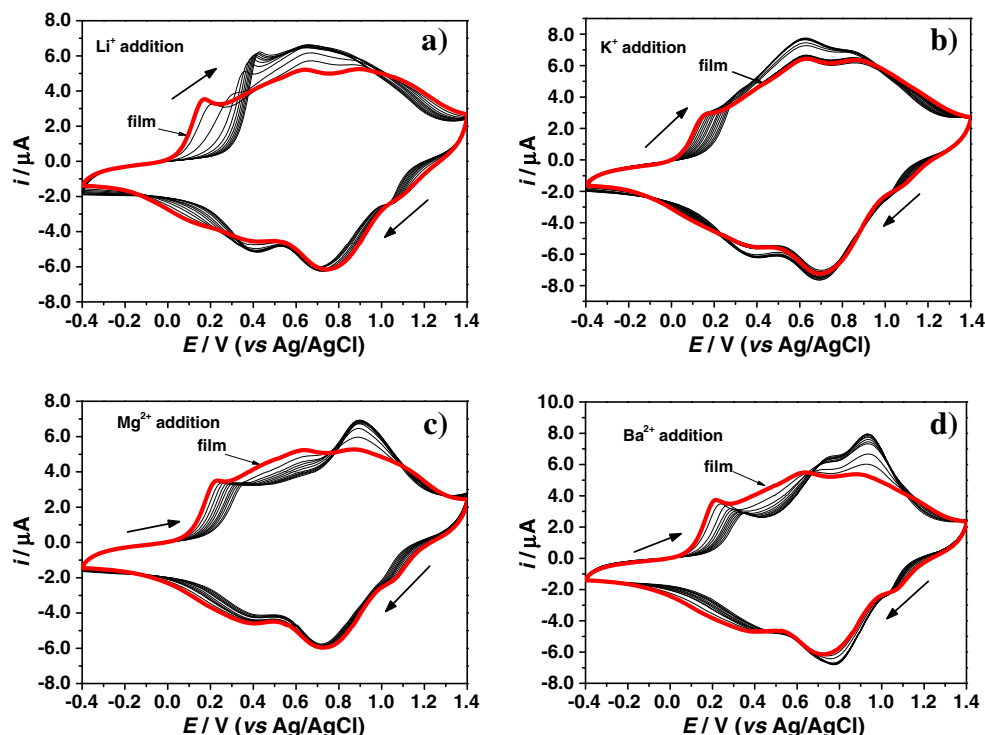 a)
Li⁺ addition
film
8.0
6.0
4.0
2.0
0.0
-2.0
-4.0
-6.0
8.0
i / µA
-0.4 -0.2 0.0 0.2 0.4 0.6 0.8 1.0 1.2 1.4
E / V (vs Ag/AgCl)
b)
K⁺ addition
film
8.0
6.0
4.0
2.0
0.0
-2.0
-4.0
-6.0
-8.0
i / µA
-0.4 -0.2 0.0 0.2 0.4 0.6 0.8 1.0 1.2 1.4
E / V (vs Ag/AgCl)
c)
Mg²⁺ addition
film
8.0
6.0
4.0
2.0
0.0
-2.0
-4.0
-6.0
-8.0
i / µA
-0.4 -0.2 0.0 0.2 0.4 0.6 0.8 1.0 1.2 1.4
E / V (vs Ag/AgCl)
d)
Ba²⁺ addition
film
10.0
8.0
6.0
4.0
2.0
0.0
-2.0
-4.0
-6.0
-8.0
i / µA
-0.4 -0.2 0.0 0.2 0.4 0.6 0.8 1.0 1.2 1.4
E / V (vs Ag/AgCl)